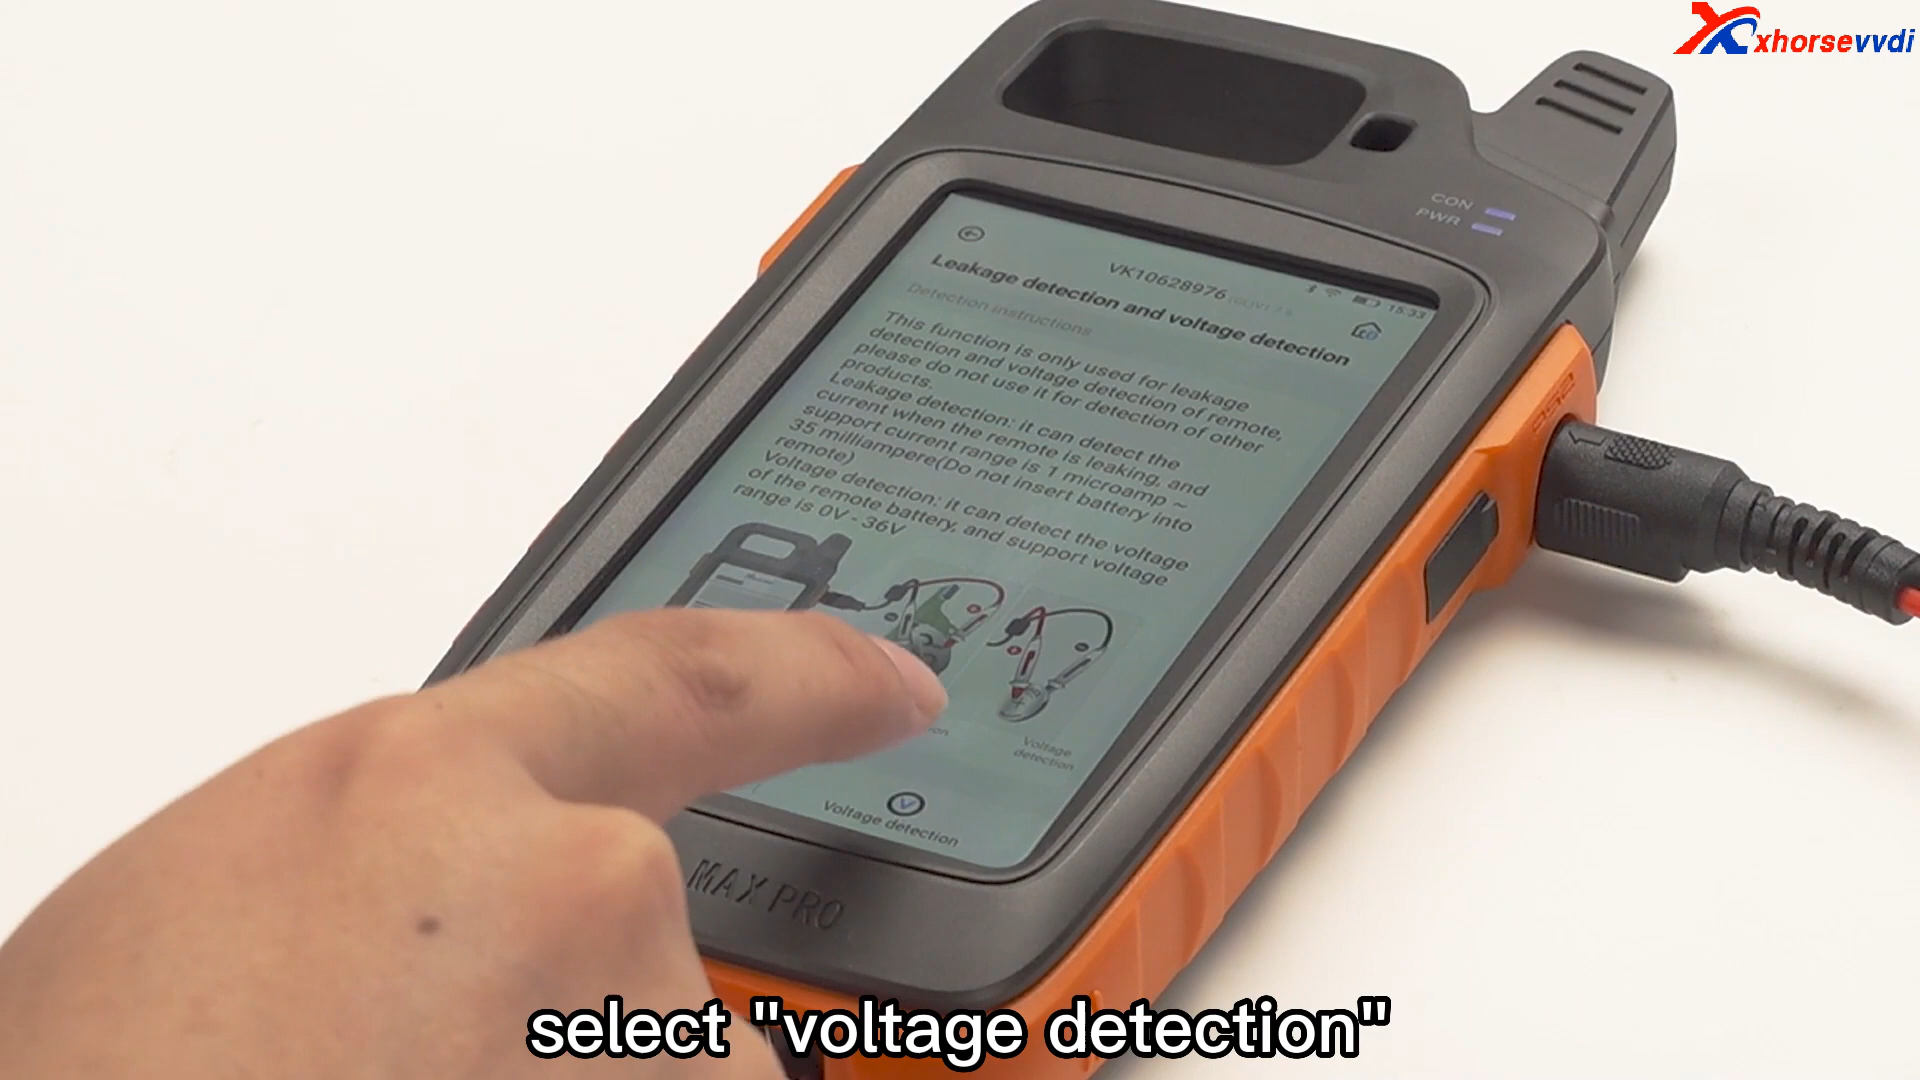 xhorsevvdi
CON
PWR
VK10628976
15:33
Leakage detection and voltage detection
Detection instructions
This function is only used for leakage
detection and voltage detection of remote,
please do not use it for detection of other
products.
Leakage detection: it can detect the
current when the remote is leaking, and
support current range is 1 microamp ~
35 milliampere(Do not insert battery into
remote)
Voltage detection: it can detect the voltage
of the remote battery, and support voltage
range is 0V - 36V
Voltage
detection
Voltage detection
MAX PRO
select "voltage detection"